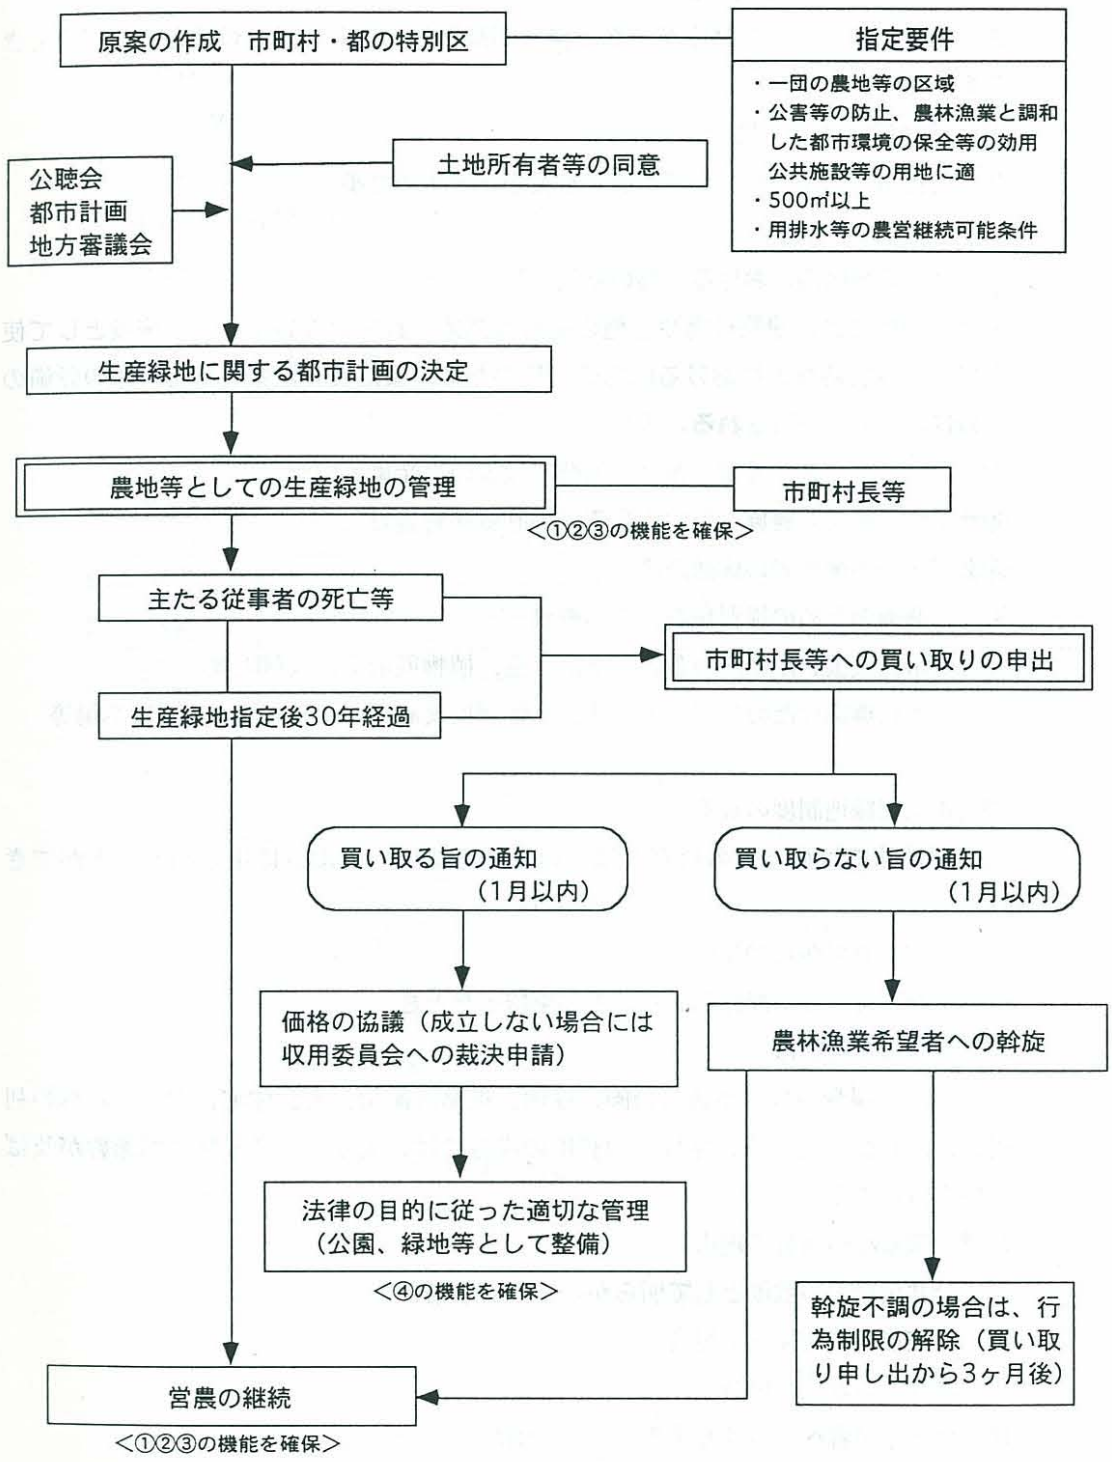 原案の作成　市町村・都の特別区
指定要件
・一団の農地等の区域
・公害等の防止、農林漁業と調和
した都市環境の保全等の効用
公共施設等の用地に適
・500㎡以上
・用排水等の農営継続可能条件
土地所有者等の同意
公聴会
都市計画
地方審議会
生産緑地に関する都市計画の決定
農地等としての生産緑地の管理
市町村長等
＜①②③の機能を確保＞
主たる従事者の死亡等
市町村長等への買い取りの申出
生産緑地指定後30年経過
買い取る旨の通知
（1月以内）
買い取らない旨の通知
（1月以内）
価格の協議（成立しない場合には
収用委員会への裁決申請）
農林漁業希望者への斡旋
法律の目的に従った適切な管理
（公園、緑地等として整備）
＜④の機能を確保＞
斡旋不調の場合は、行
為制限の解除（買い取
り申し出から3ヶ月後）
営農の継続
＜①②③の機能を確保＞